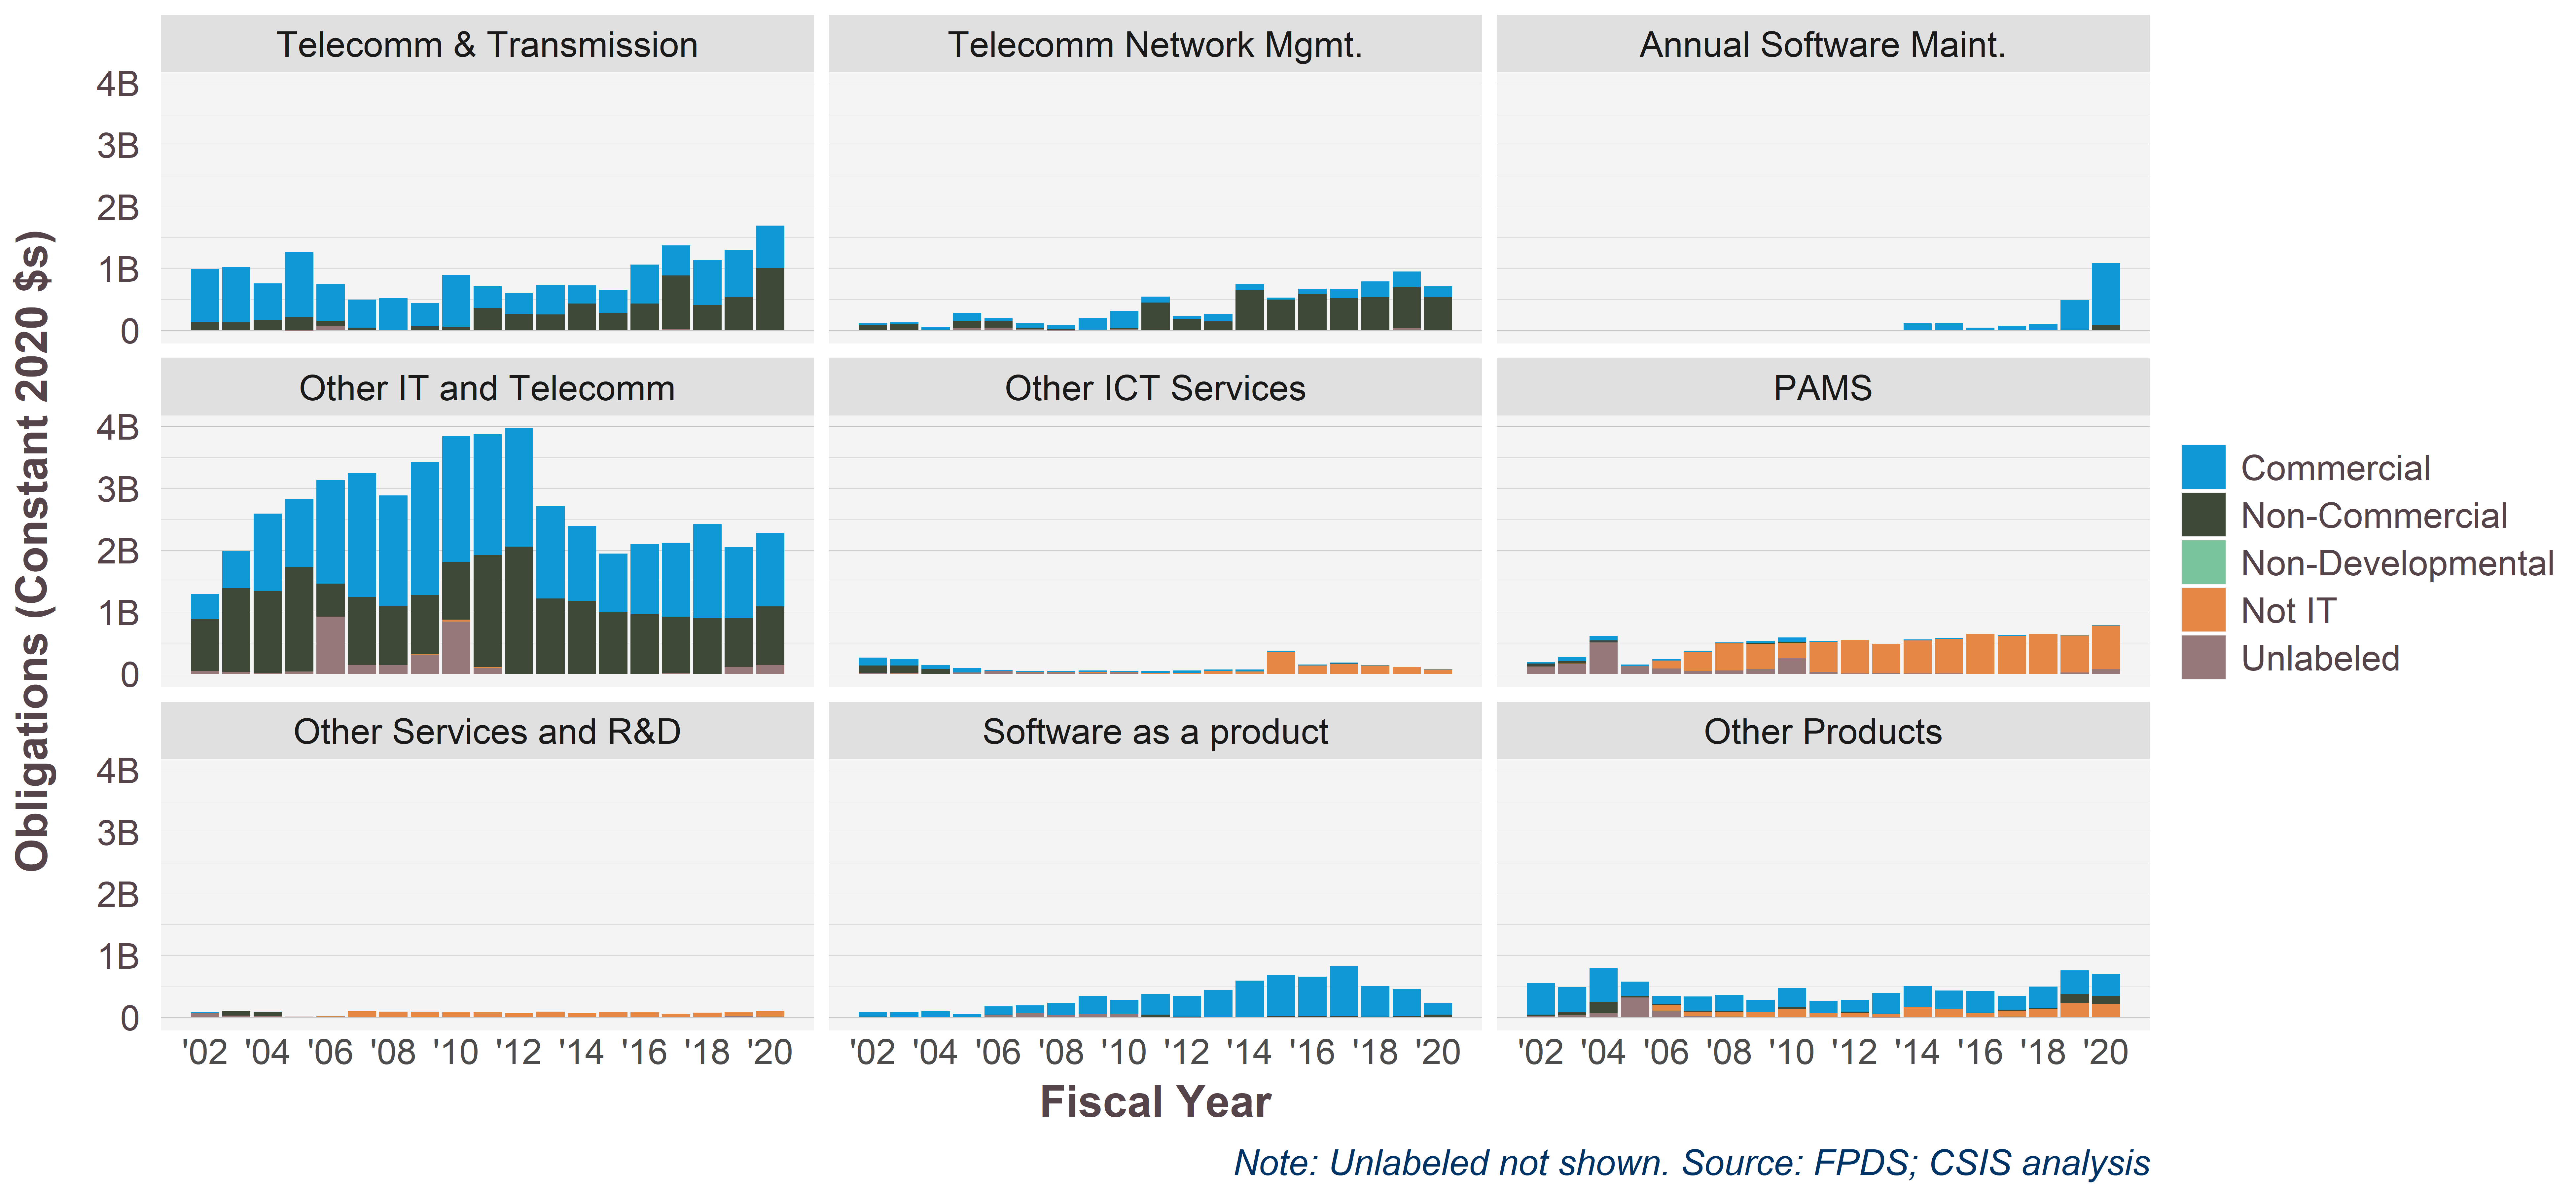 Telecomm & Transmission
Telecomm Network Mgmt.
Annual Software Maint.
4B
3B
2B
1B
0
Other IT and Telecomm
Other ICT Services
PAMS
4B
3B
2B
1B
0
Other Services and R&D
Software as a product
Other Products
4B
3B
2B
1B
0
'02 '04 '06 '08 '10 '12 '14 '16 '18 '20
'02 '04 '06 '08 '10 '12 '14 '16 '18 '20
'02 '04 '06 '08 '10 '12 '14 '16 '18 '20
Obligations (Constant 2020 $s)
Fiscal Year
Commercial
Non-Commercial
Non-Developmental
Not IT
Unlabeled
Note: Unlabeled not shown. Source: FPDS; CSIS analysis